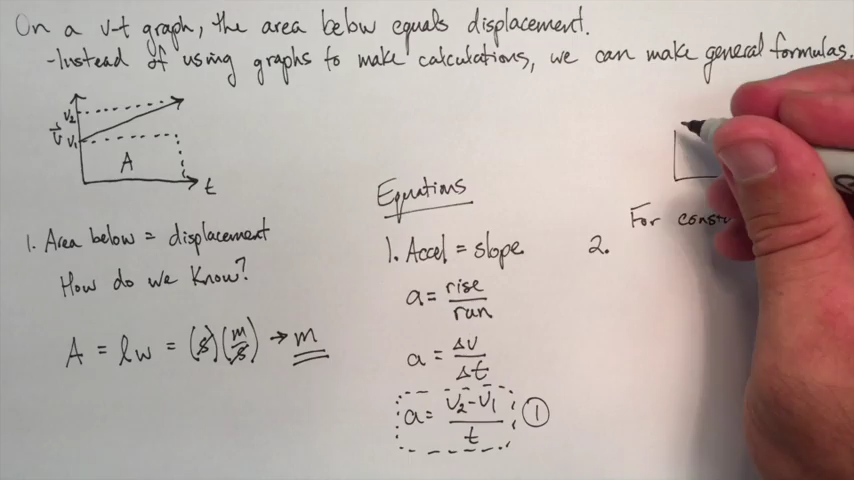 On a v-t graph, the area below equals displacement.
-Instead of using graphs to make calculations, we can make general formulas.
v
v₂
v₁
A
t
1. Area below = displacement
How do we know?
A = lw = (s)(m/s) → m
Equations
1. Accel = slope
a = rise/run
a = Δv/Δt
a = v₂-v₁/t ①
2.
For